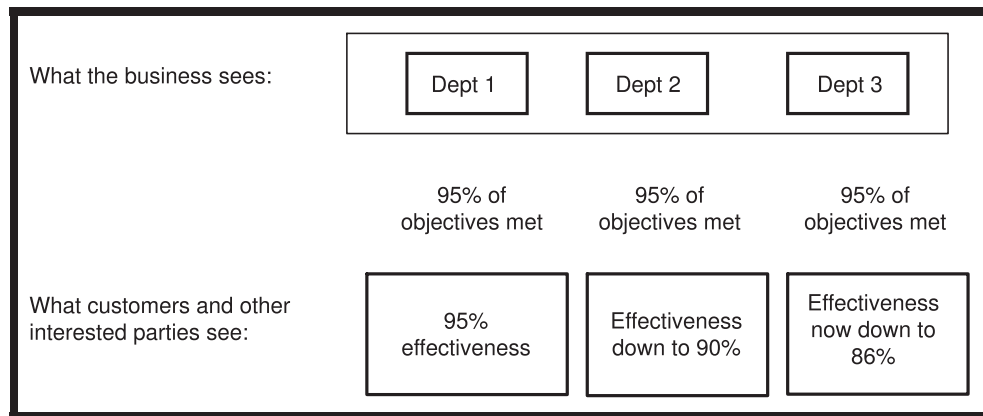 What the business sees:
Dept 1
Dept 2
Dept 3
95% of
objectives met
95% of
objectives met
95% of
objectives met
What customers and other
interested parties see:
95%
effectiveness
Effectiveness
down to 90%
Effectiveness
now down to
86%